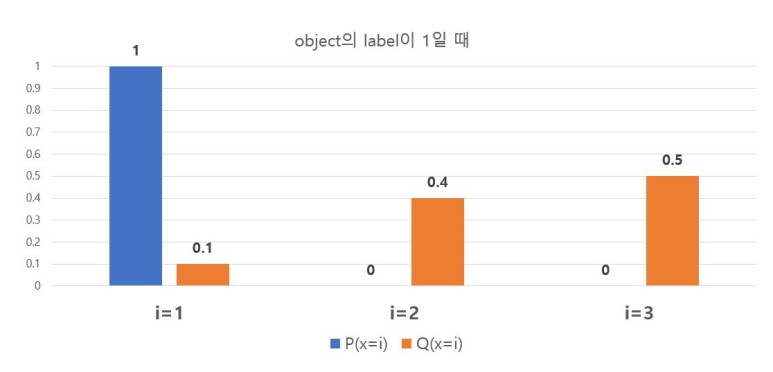 object의 label이 1일 때
1
1
0.9
0.8
0.7
0.6
0.5
0.4
0.3
0.2
0.1
0
0.1
0
0.4
0
0.5
i=1
i=2
i=3
P(x=i)
Q(x=i)